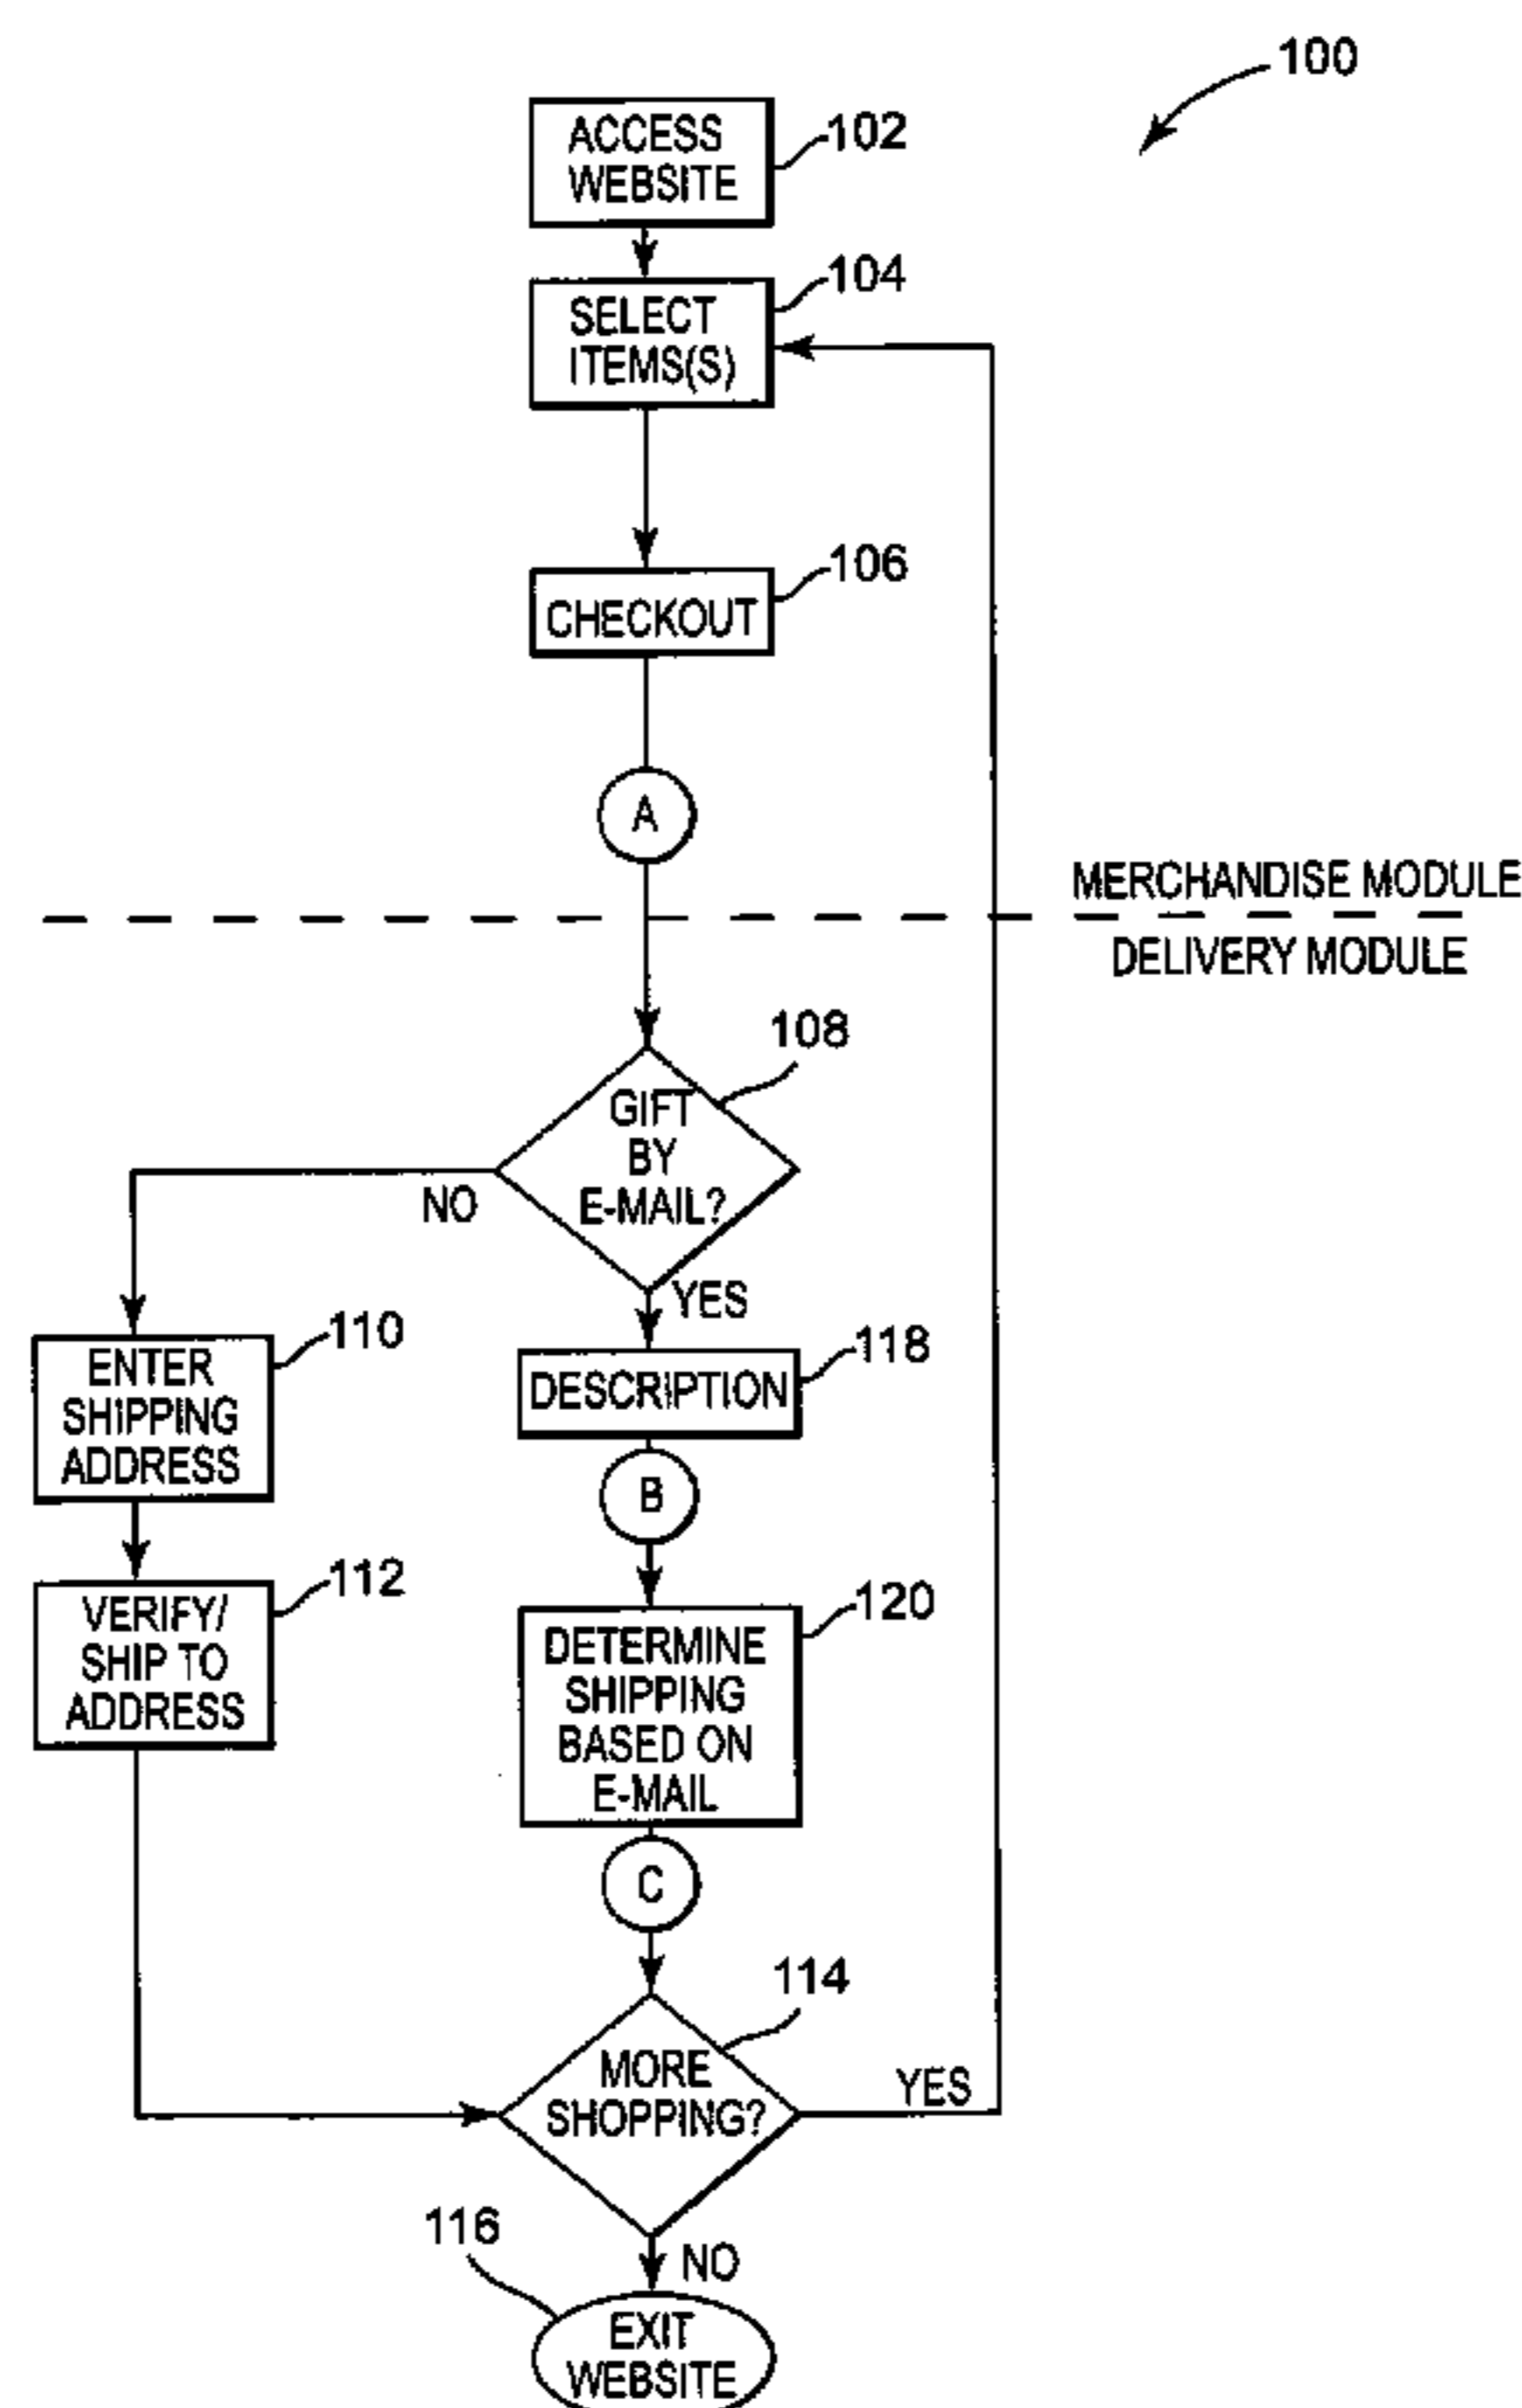 100
ACCESS
WEBSITE
102
SELECT
ITEMS(S)
104
CHECKOUT
106
A
MERCHANDISE MODULE
DELIVERY MODULE
108
GIFT
BY
E-MAIL?
NO
YES
110
ENTER
SHIPPING
ADDRESS
118
DESCRIPTION
B
112
VERIFY/
SHIP TO
ADDRESS
120
DETERMINE
SHIPPING
BASED ON
E-MAIL
C
114
MORE
SHOPPING?
YES
116
NO
EXIT
WEBSITE